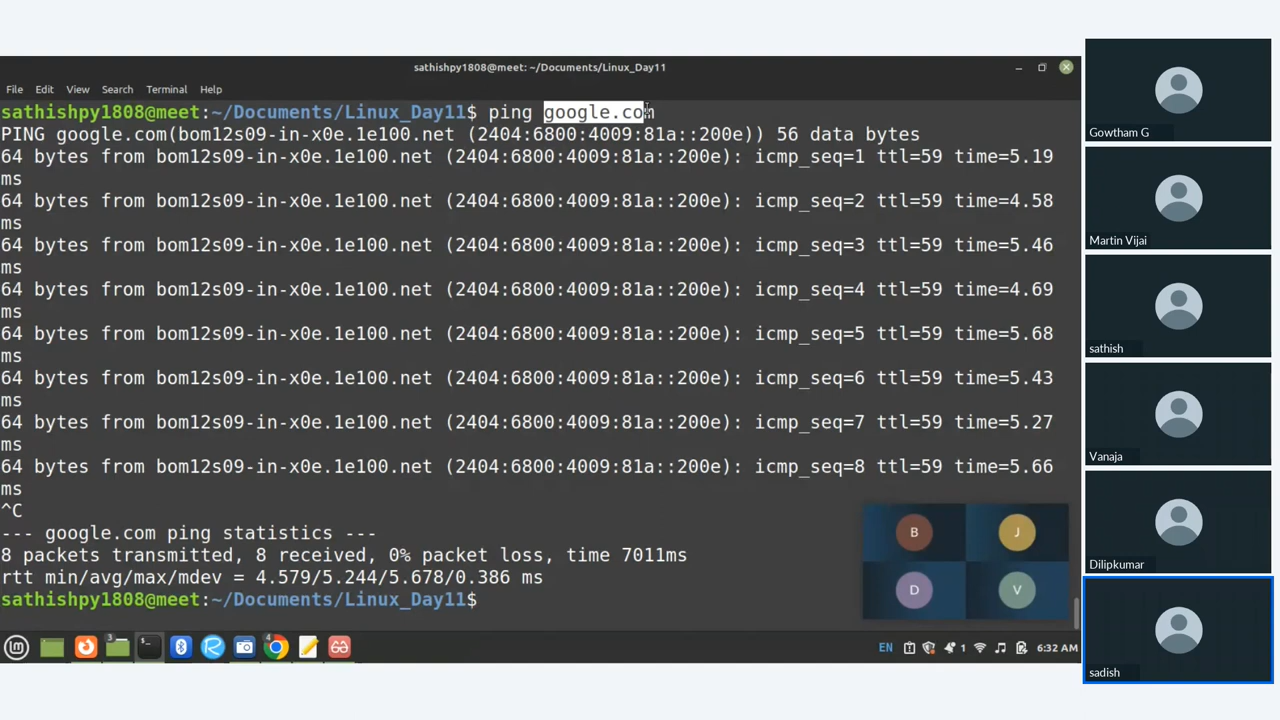 sathishpy1808@meet: ~/Documents/Linux_Day11
File Edit View Search Terminal Help
sathishpy1808@meet:~/Documents/Linux_Day11$ ping google.com
PING google.com(bom12s09-in-x0e.1e100.net (2404:6800:4009:81a::200e)) 56 data bytes
64 bytes from bom12s09-in-x0e.1e100.net (2404:6800:4009:81a::200e): icmp_seq=1 ttl=59 time=5.19
ms
64 bytes from bom12s09-in-x0e.1e100.net (2404:6800:4009:81a::200e): icmp_seq=2 ttl=59 time=4.58
ms
64 bytes from bom12s09-in-x0e.1e100.net (2404:6800:4009:81a::200e): icmp_seq=3 ttl=59 time=5.46
ms
64 bytes from bom12s09-in-x0e.1e100.net (2404:6800:4009:81a::200e): icmp_seq=4 ttl=59 time=4.69
ms
64 bytes from bom12s09-in-x0e.1e100.net (2404:6800:4009:81a::200e): icmp_seq=5 ttl=59 time=5.68
ms
64 bytes from bom12s09-in-x0e.1e100.net (2404:6800:4009:81a::200e): icmp_seq=6 ttl=59 time=5.43
ms
64 bytes from bom12s09-in-x0e.1e100.net (2404:6800:4009:81a::200e): icmp_seq=7 ttl=59 time=5.27
ms
64 bytes from bom12s09-in-x0e.1e100.net (2404:6800:4009:81a::200e): icmp_seq=8 ttl=59 time=5.66
ms
^C
--- google.com ping statistics ---
8 packets transmitted, 8 received, 0% packet loss, time 7011ms
rtt min/avg/max/mdev = 4.579/5.244/5.678/0.386 ms
sathishpy1808@meet:~/Documents/Linux_Day11$
B J
D V
3 4 EN 1 6:32 AM
Gowtham G
Martin Vijai
sathish
Vanaja
Dilipkumar
sadish